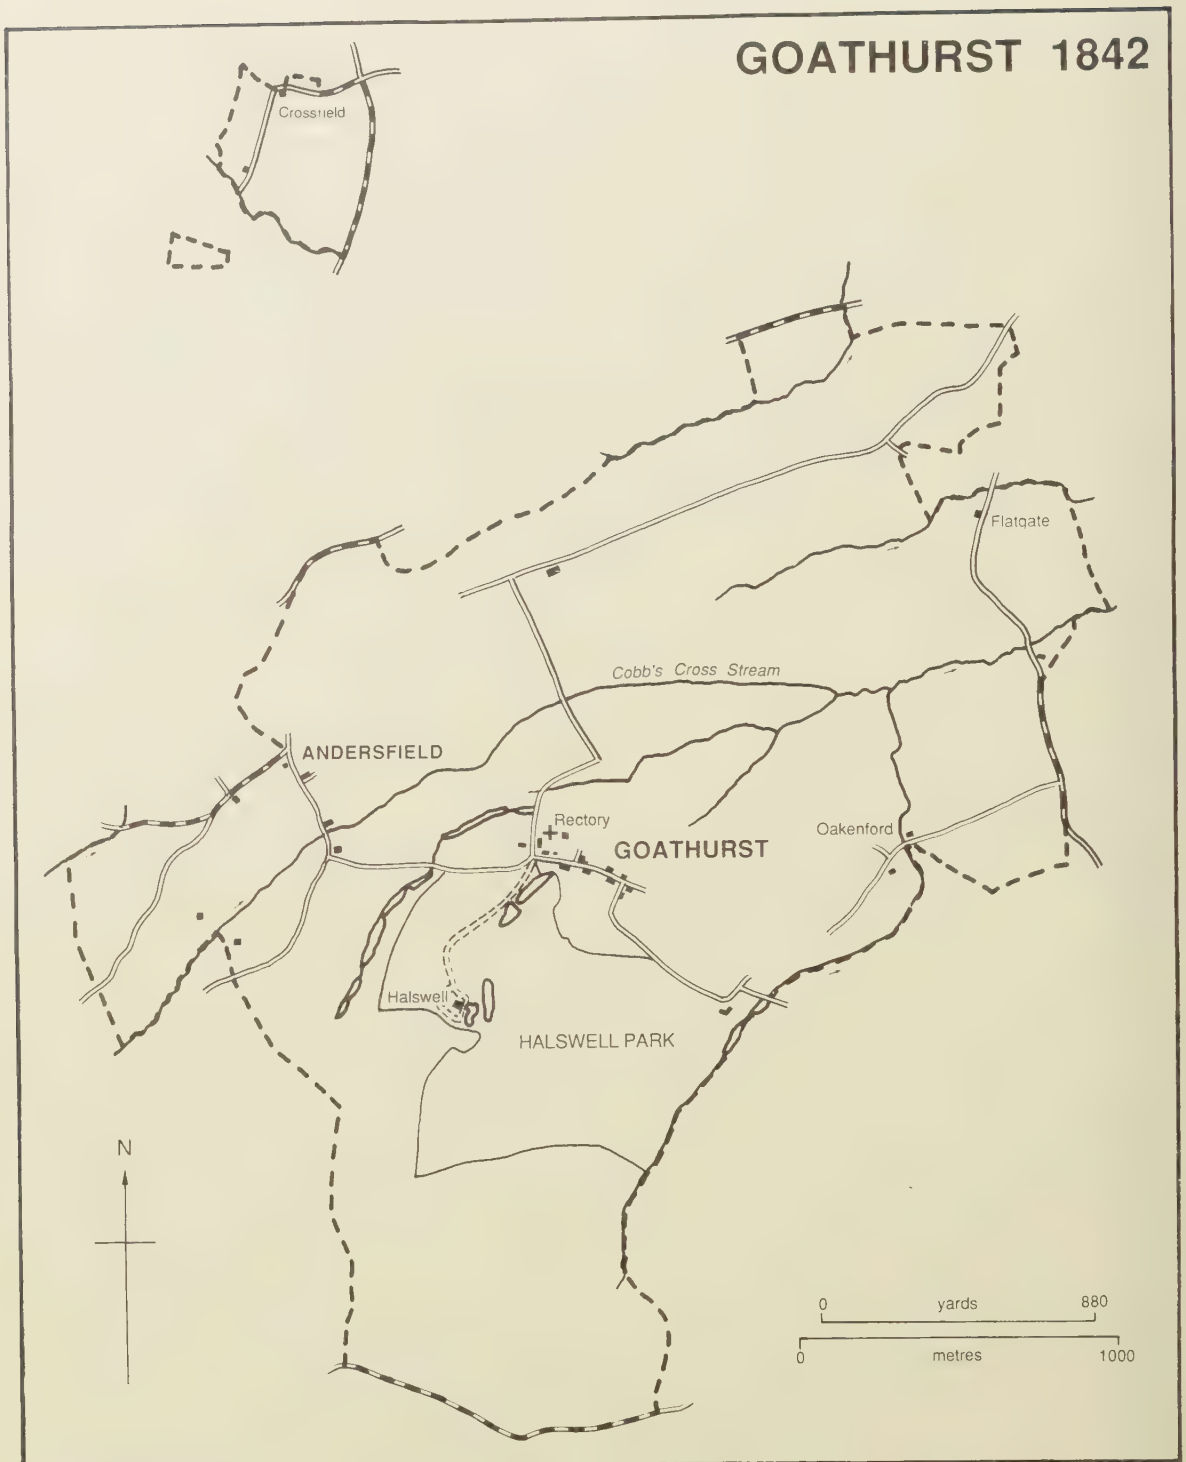 GOATHURST 1842
Crossfield
Flatgate
Cobb's Cross Stream
ANDERSFIELD
Rectory
Oakenford
GOATHURST
Halswell
HALSWELL PARK
N
0 yards 880
0 metres 1000